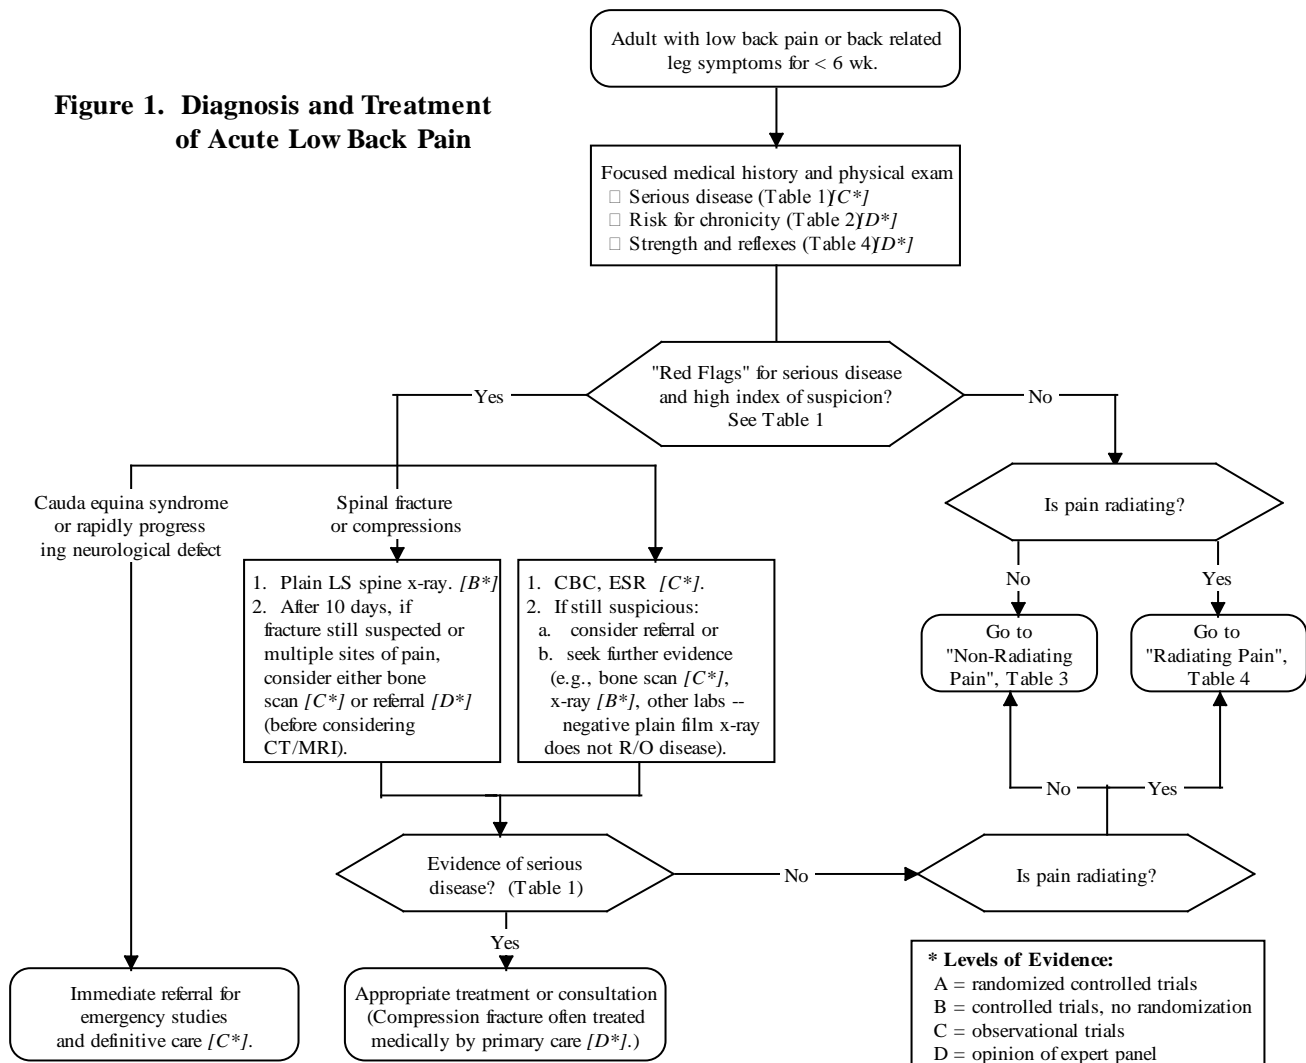 Adult with low back pain or back related
leg symptoms for < 6 wk.
Figure 1. Diagnosis and Treatment
of Acute Low Back Pain
Focused medical history and physical exam
□ Serious disease (Table 1)[C*]
□ Risk for chronicity (Table 2)[D*]
□ Strength and reflexes (Table 4)[D*]
"Red Flags" for serious disease
and high index of suspicion?
See Table 1
Yes
No
Cauda equina syndrome
or rapidly progress
ing neurological defect
Spinal fracture
or compressions
Is pain radiating?
1. Plain LS spine x-ray. [B*]
2. After 10 days, if
fracture still suspected or
multiple sites of pain,
consider either bone
scan [C*] or referral [D*]
(before considering
CT/MRI).
1. CBC, ESR [C*].
2. If still suspicious:
a. consider referral or
b. seek further evidence
(e.g., bone scan [C*],
x-ray [B*], other labs --
negative plain film x-ray
does not R/O disease).
No
Yes
Go to
"Non-Radiating
Pain", Table 3
Go to
"Radiating Pain",
Table 4
No
Yes
Evidence of serious
disease? (Table 1)
No
Is pain radiating?
Yes
Immediate referral for
emergency studies
and definitive care [C*].
Appropriate treatment or consultation
(Compression fracture often treated
medically by primary care [D*].)
* Levels of Evidence:
A = randomized controlled trials
B = controlled trials, no randomization
C = observational trials
D = opinion of expert panel